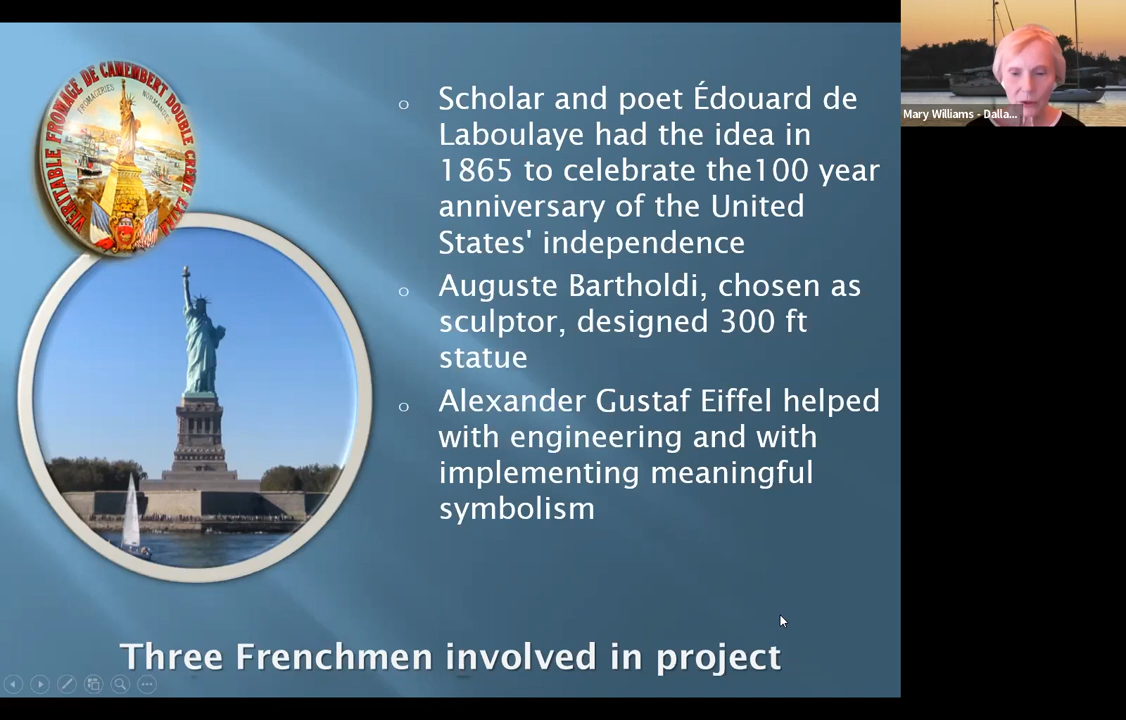 VÉRITABLE FROMAGE DE CAMEMBERT DOUBLE CRÈME EXTRA
FROMAGERIES NORMANDES
Scholar and poet Édouard de
Laboulaye had the idea in
1865 to celebrate the100 year
anniversary of the United
States' independence
Auguste Bartholdi, chosen as
sculptor, designed 300 ft
statue
Alexander Gustaf Eiffel helped
with engineering and with
implementing meaningful
symbolism
Three Frenchmen involved in project
Mary Williams - Dalla...